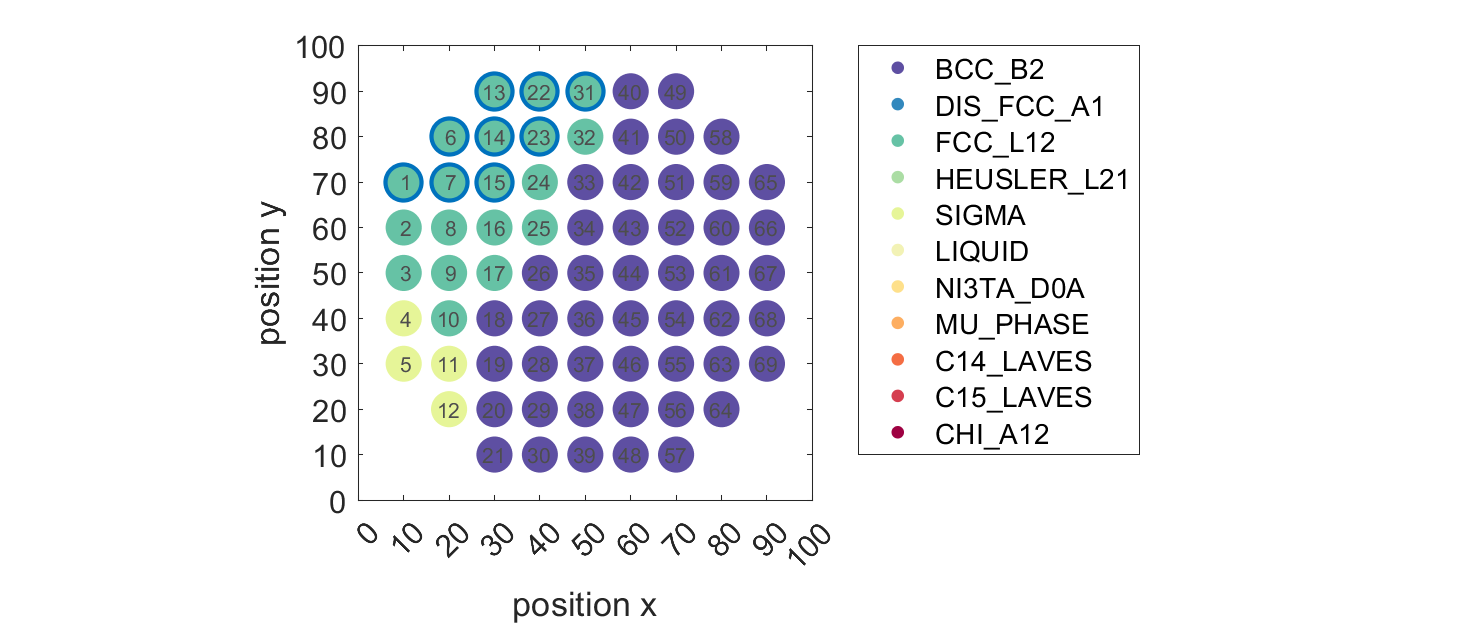 100
90
80
70
60
50
40
30
20
10
0
position y
13 22 31 40 49
6 14 23 32 41 50 58
1 7 15 24 33 42 51 59 65
2 8 16 25 34 43 52 60 66
3 9 17 26 35 44 53 61 67
4 10 18 27 36 45 54 62 68
5 11 19 28 37 46 55 63 69
12 20 29 38 47 56 64
21 30 39 48 57
0 10 20 30 40 50 60 70 80 90 100
position x
BCC_B2
DIS_FCC_A1
FCC_L12
HEUSLER_L21
SIGMA
LIQUID
NI3TA_D0A
MU_PHASE
C14_LAVES
C15_LAVES
CHI_A12